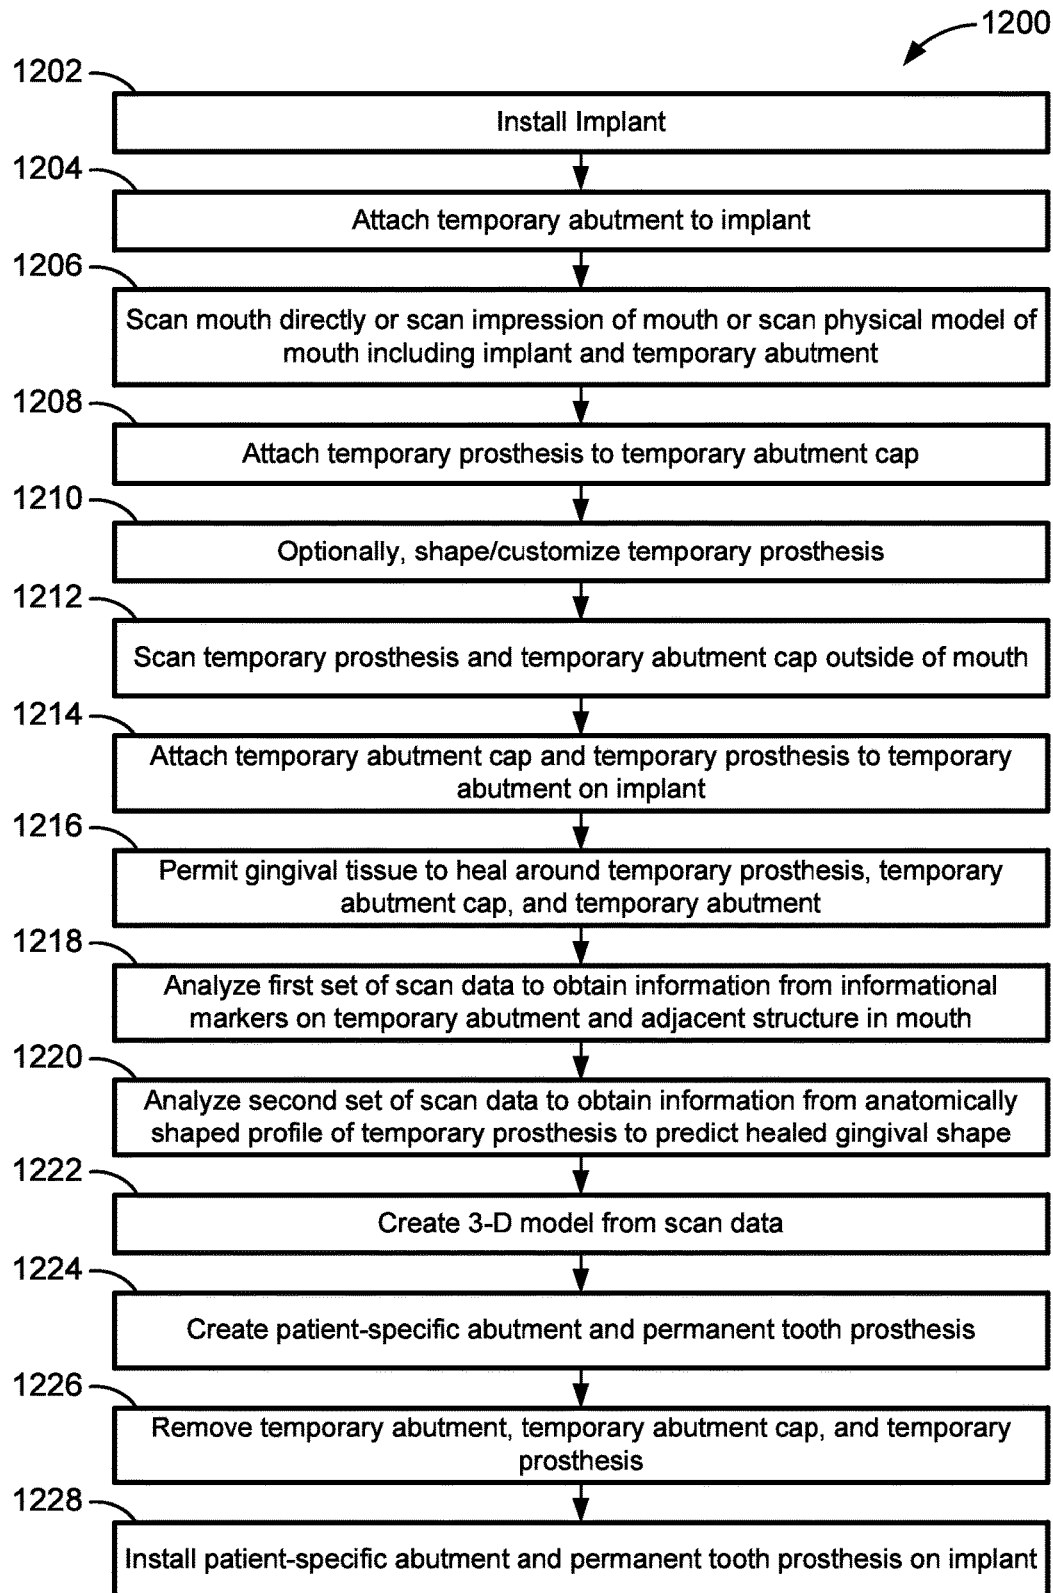 1200
1202
Install Implant
1204
Attach temporary abutment to implant
1206
Scan mouth directly or scan impression of mouth or scan physical model of
mouth including implant and temporary abutment
1208
Attach temporary prosthesis to temporary abutment cap
1210
Optionally, shape/customize temporary prosthesis
1212
Scan temporary prosthesis and temporary abutment cap outside of mouth
1214
Attach temporary abutment cap and temporary prosthesis to temporary
abutment on implant
1216
Permit gingival tissue to heal around temporary prosthesis, temporary
abutment cap, and temporary abutment
1218
Analyze first set of scan data to obtain information from informational
markers on temporary abutment and adjacent structure in mouth
1220
Analyze second set of scan data to obtain information from anatomically
shaped profile of temporary prosthesis to predict healed gingival shape
1222
Create 3-D model from scan data
1224
Create patient-specific abutment and permanent tooth prosthesis
1226
Remove temporary abutment, temporary abutment cap, and temporary
prosthesis
1228
Install patient-specific abutment and permanent tooth prosthesis on implant